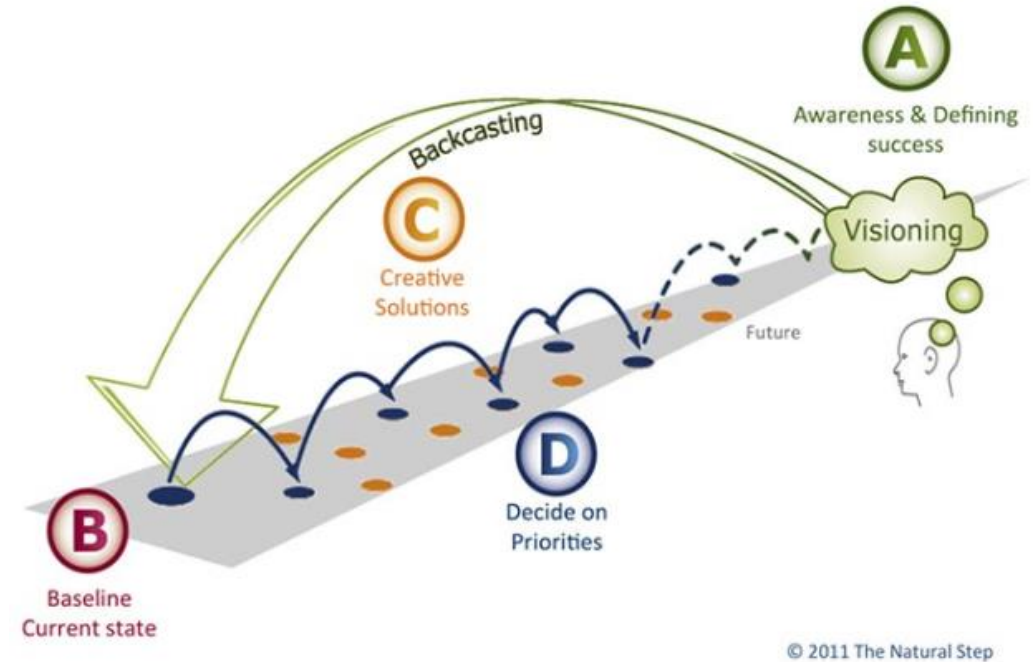 A
Awareness & Defining
success
Backcasting
Visioning
C
Creative
Solutions
Future
D
Decide on
Priorities
B
Baseline
Current state
© 2011 The Natural Step